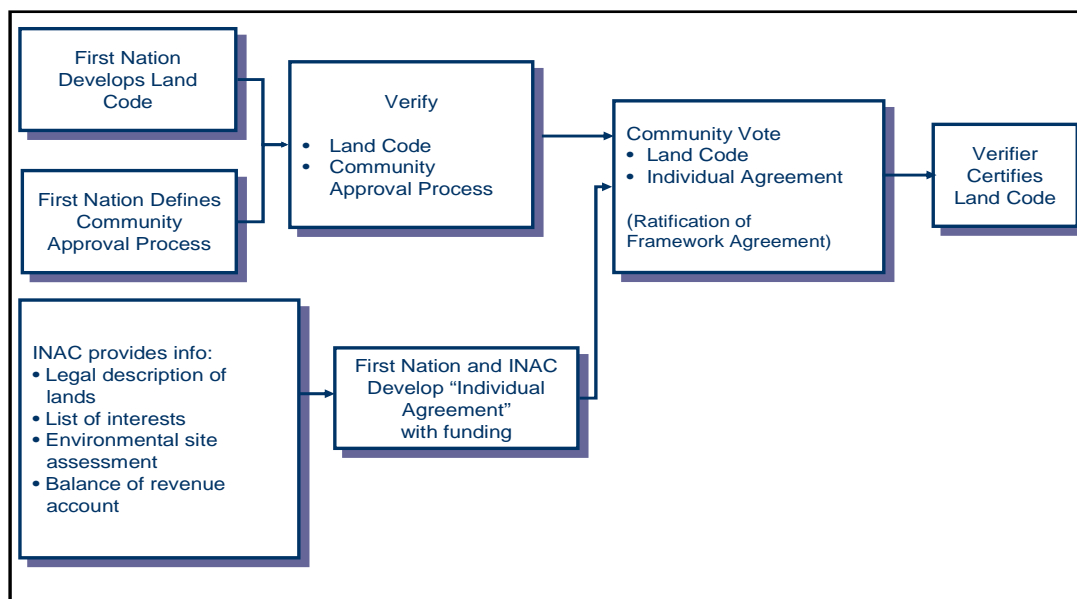 First Nation
Develops Land
Code
First Nation Defines
Community
Approval Process
Verify
• Land Code
• Community
Approval Process
Community Vote
• Land Code
• Individual Agreement
(Ratification of
Framework Agreement)
Verifier
Certifies
Land Code
INAC provides info:
• Legal description of
lands
• List of interests
• Environmental site
assessment
• Balance of revenue
account
First Nation and INAC
Develop “Individual
Agreement”
with funding